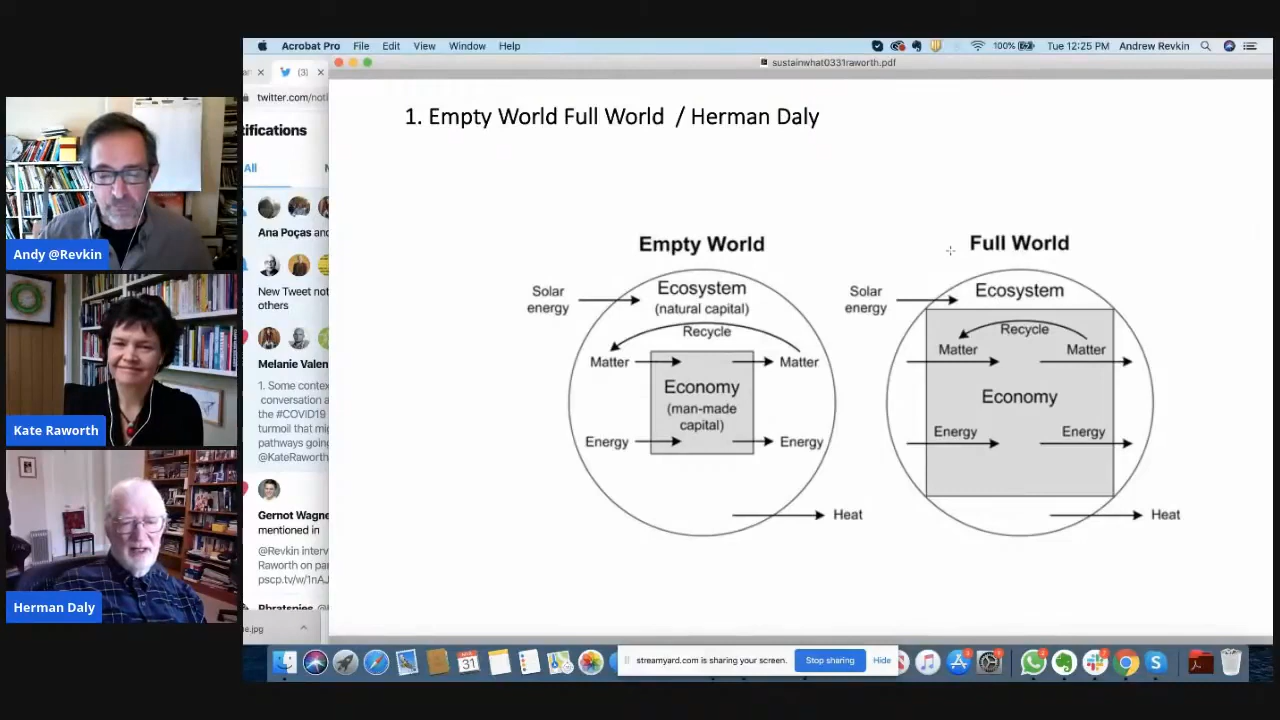 Acrobat Pro File Edit View Window Help
100% Tue 12:25 PM Andrew Revkin
sustainwhat0331raworth.pdf
(3)
twitter.com/noti
tifications
All
Ana Poças and
New Tweet not
others
Melanie Valen
1. Some contex
conversation a
the #COVID19
turmoil that mig
pathways going
@KateRaworth
Gernot Wagne
mentioned in
@Revkin interv
Raworth on pan
pscp.tv/w/1nAJ
e.jpg
Andy @Revkin
Kate Raworth
Herman Daly
1. Empty World Full World / Herman Daly
Empty World
Solar
energy
Ecosystem
(natural capital)
Recycle
Matter
Matter
Economy
(man-made
capital)
Energy
Energy
Heat
Full World
Solar
energy
Ecosystem
Recycle
Matter
Matter
Economy
Energy
Energy
Heat
31
streamyard.com is sharing your screen. Stop sharing Hide